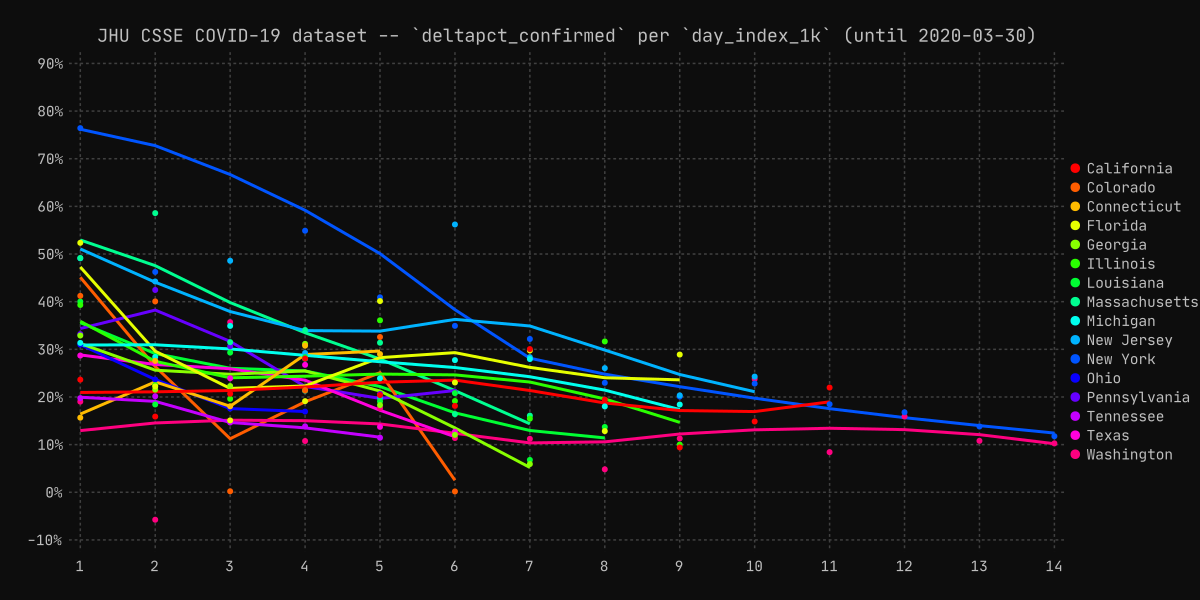 JHU CSSE COVID-19 dataset -- `deltapct_confirmed` per `day_index_1k` (until 2020-03-30)
90%
80%
70%
60%
50%
40%
30%
20%
10%
0%
-10%
1 2 3 4 5 6 7 8 9 10 11 12 13 14
California
Colorado
Connecticut
Florida
Georgia
Illinois
Louisiana
Massachusetts
Michigan
New Jersey
New York
Ohio
Pennsylvania
Tennessee
Texas
Washington